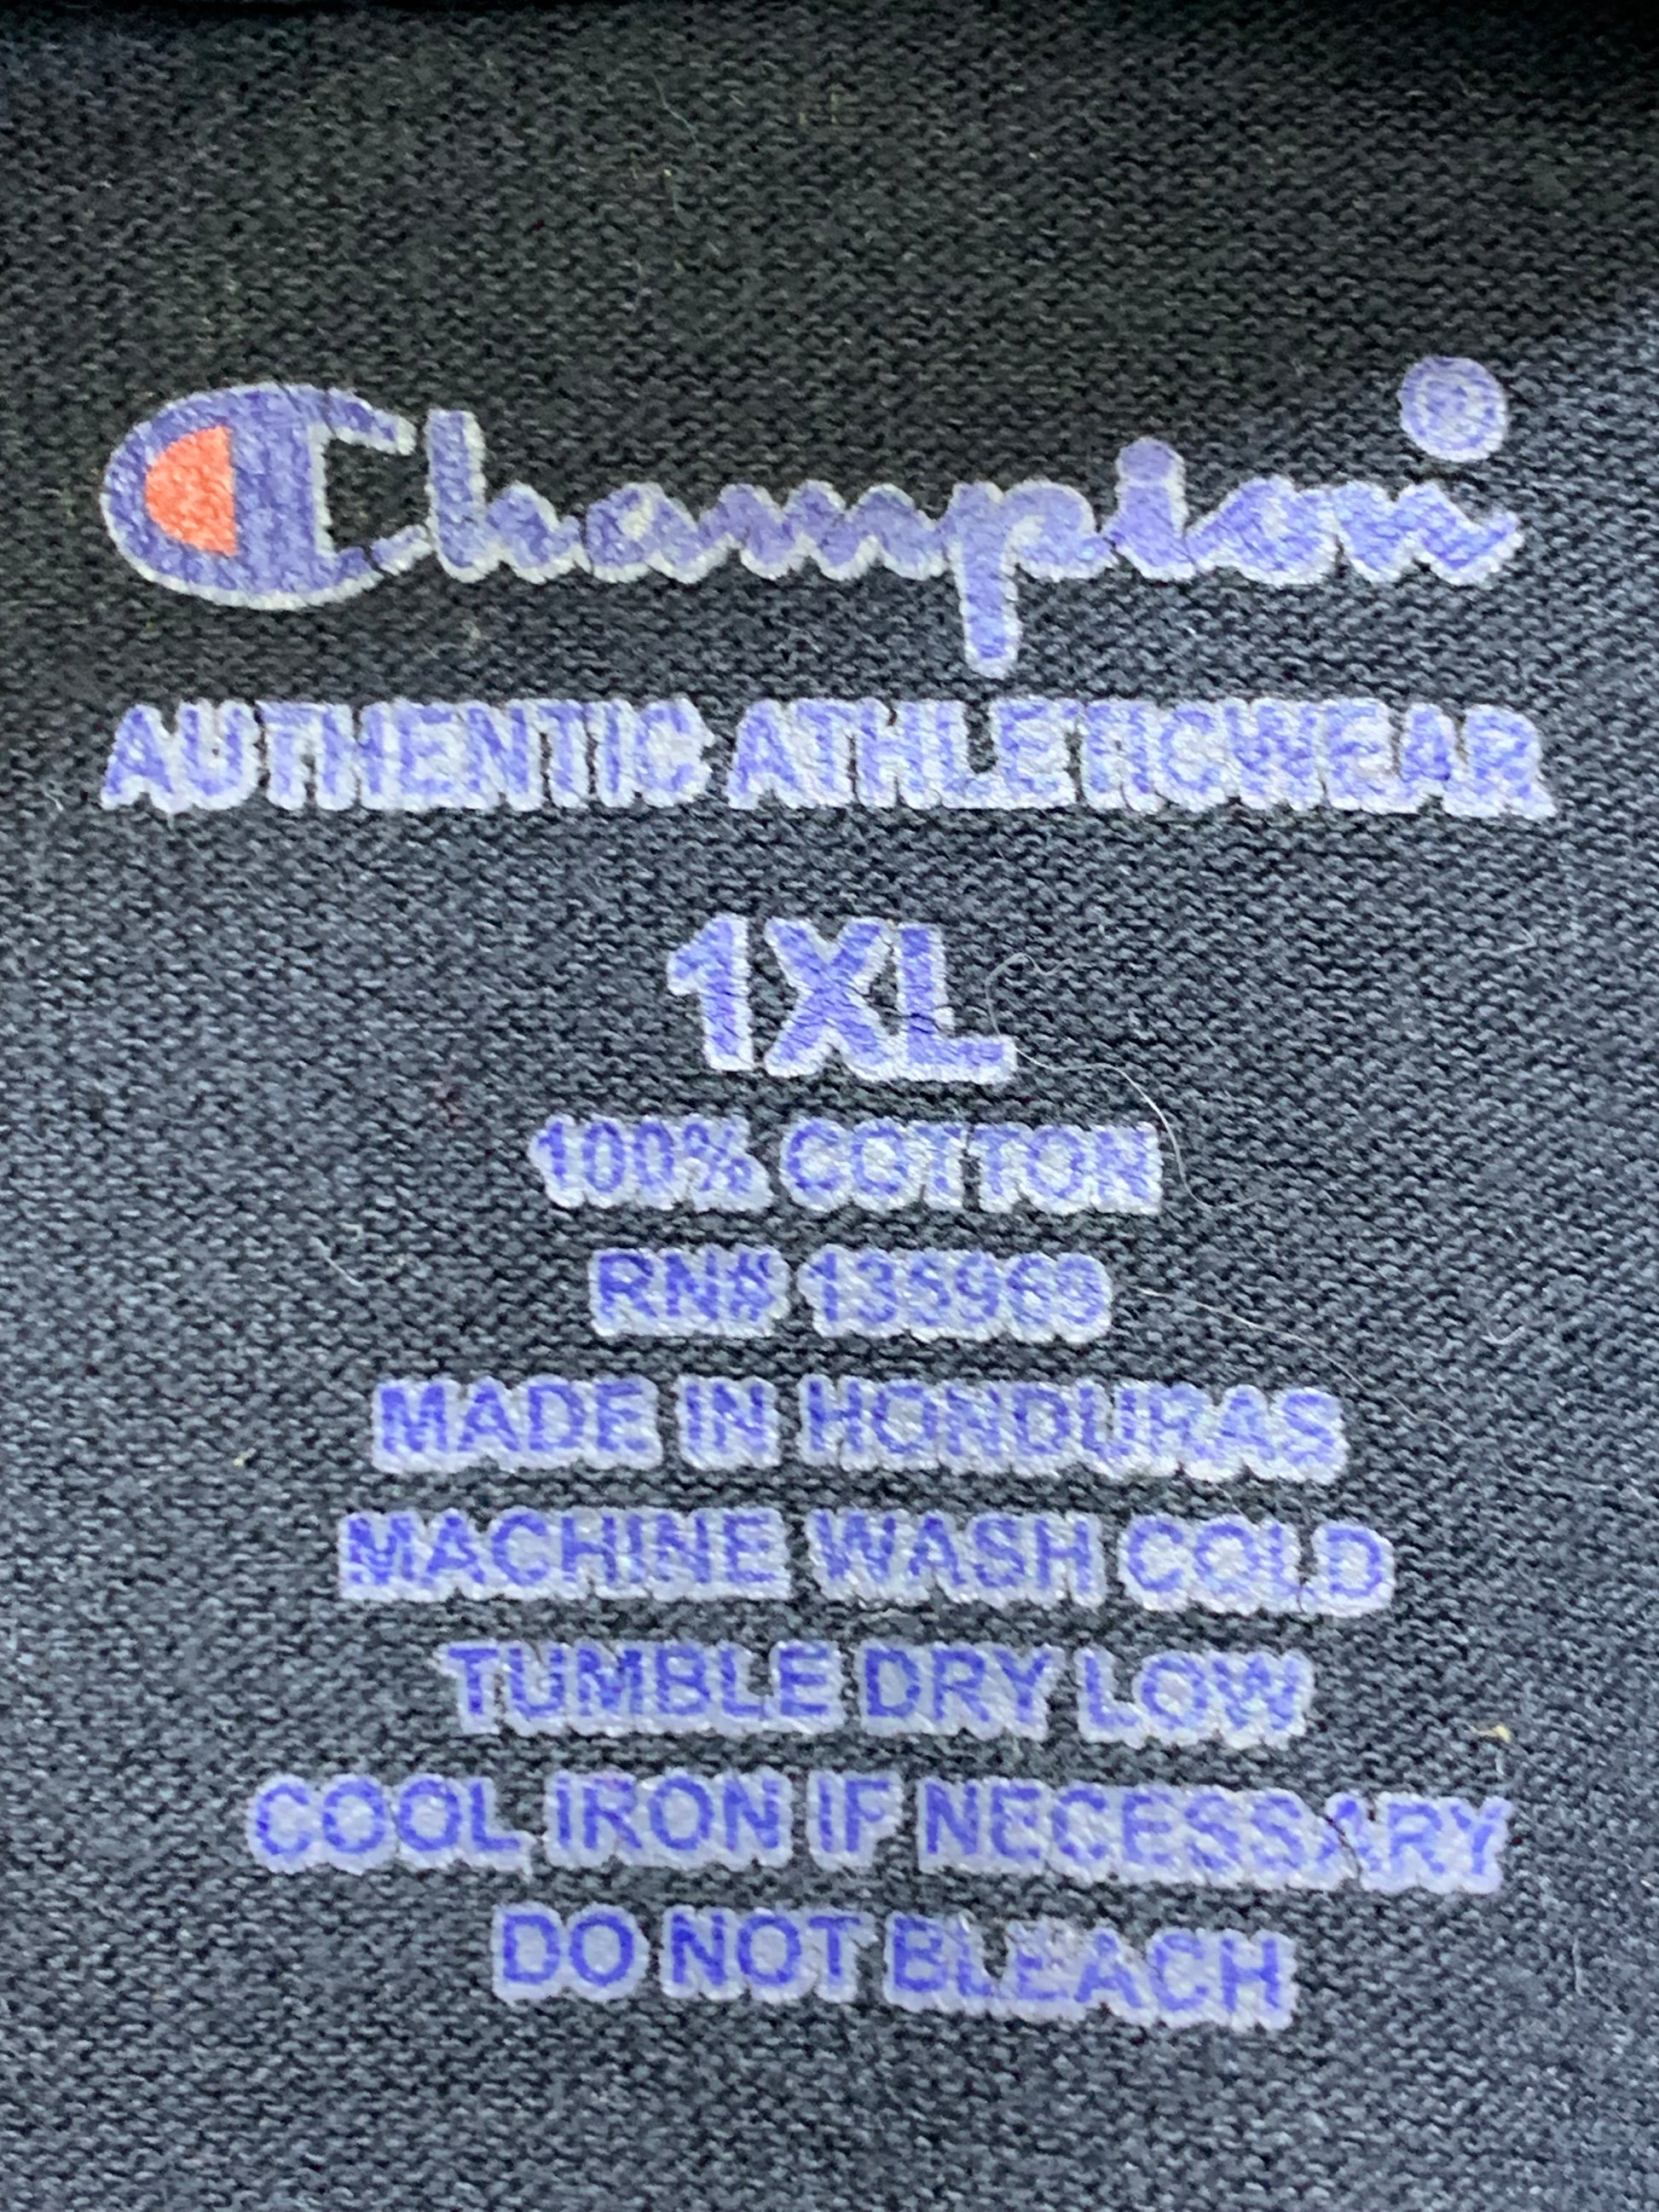 Champion®
AUTHENTIC ATHLETICWEAR
1XL
100% COTTON
RN# 135963
MADE IN HONDURAS
MACHINE WASH COLD
TUMBLE DRY LOW
COOL IRON IF NECESSARY
DO NOT BLEACH